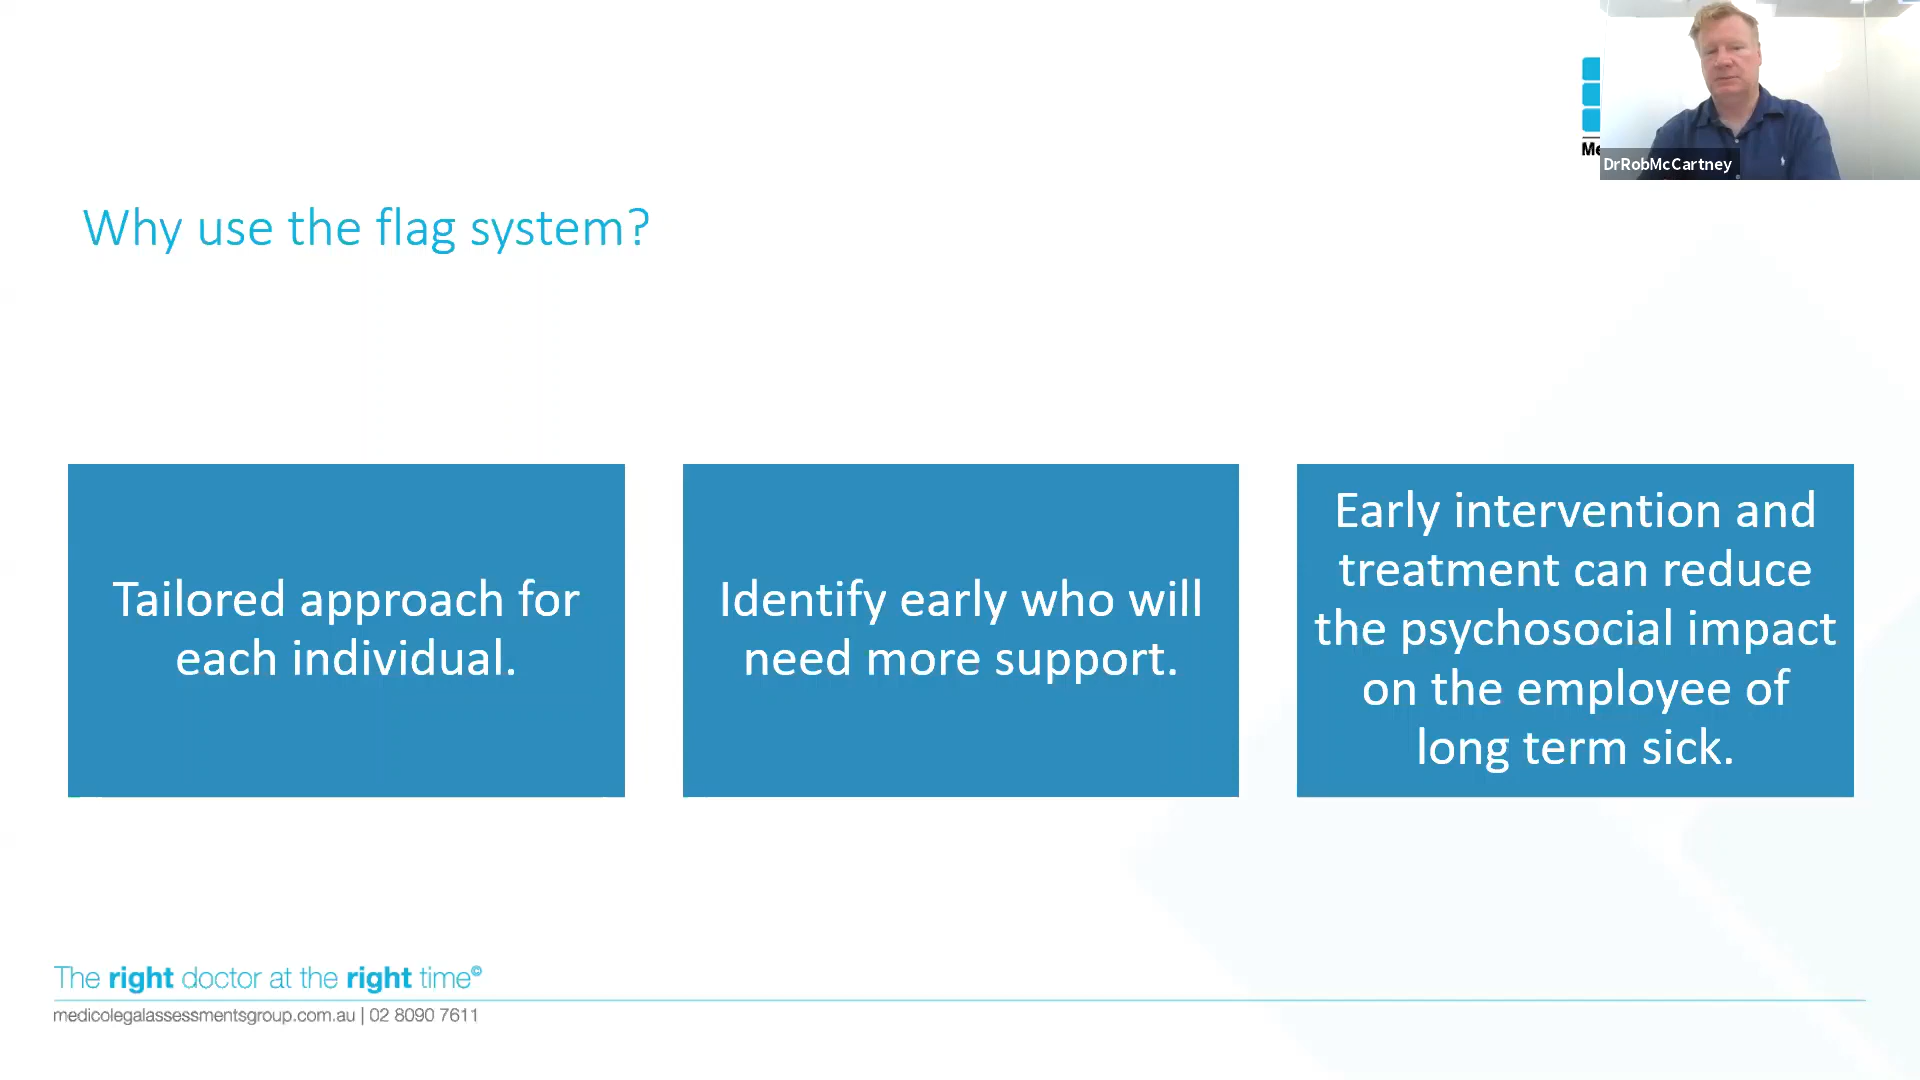 Me
DrRobMcCartney
Why use the flag system?
Tailored approach for
each individual.
Identify early who will
need more support.
Early intervention and
treatment can reduce
the psychosocial impact
on the employee of
long term sick.
The right doctor at the right time©
medicolegalassessmentsgroup.com.au | 02 8090 7611